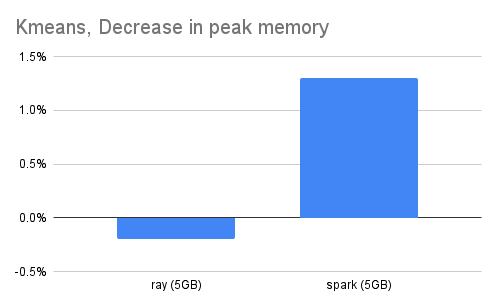 Kmeans, Decrease in peak memory
1.5%
1.0%
0.5%
0.0%
-0.5%
ray (5GB) spark (5GB)